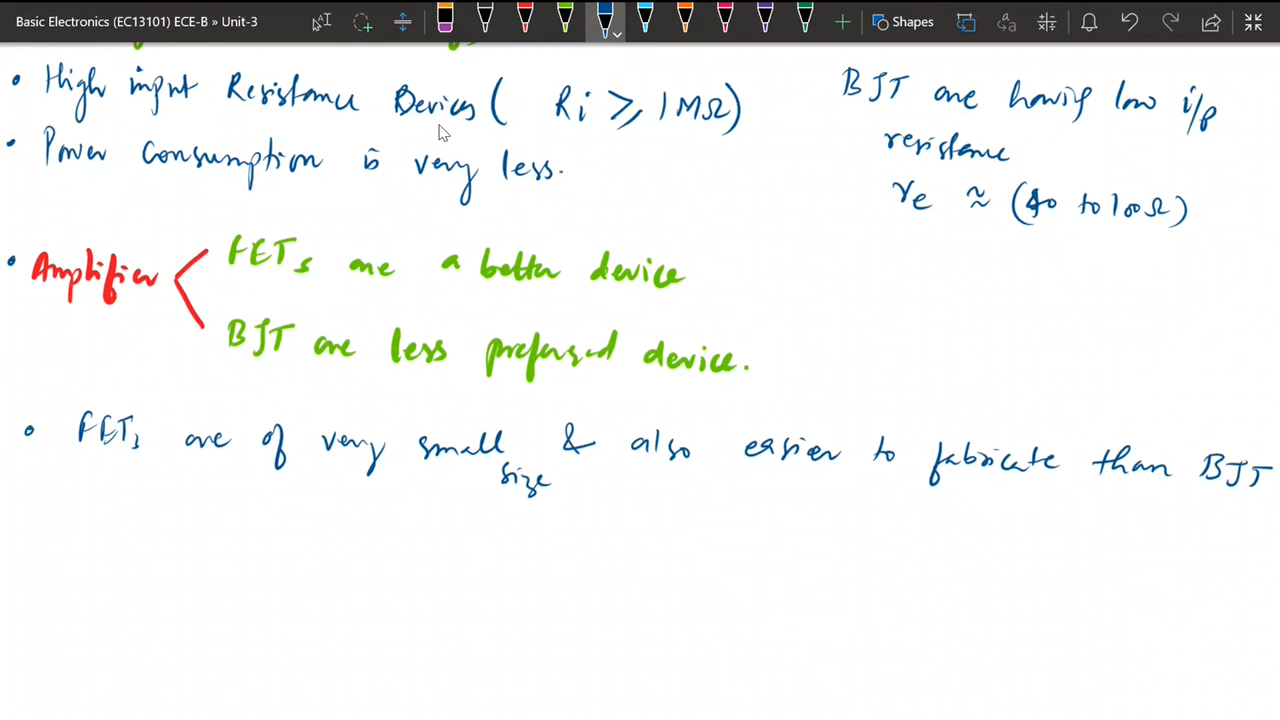 Basic Electronics (EC13101) ECE-B » Unit-3
Shapes
• High input Resistance Devices ( Ri ⩾ 1MΩ)
• Power Consumption is very less.
BJT are having low i/p
resistance
re ≈ (40 to 100Ω)
• Amplifier
FETs are a better device
BJT are less preferred device.
• FETs are of very small & also easier to fabricate than BJT
size